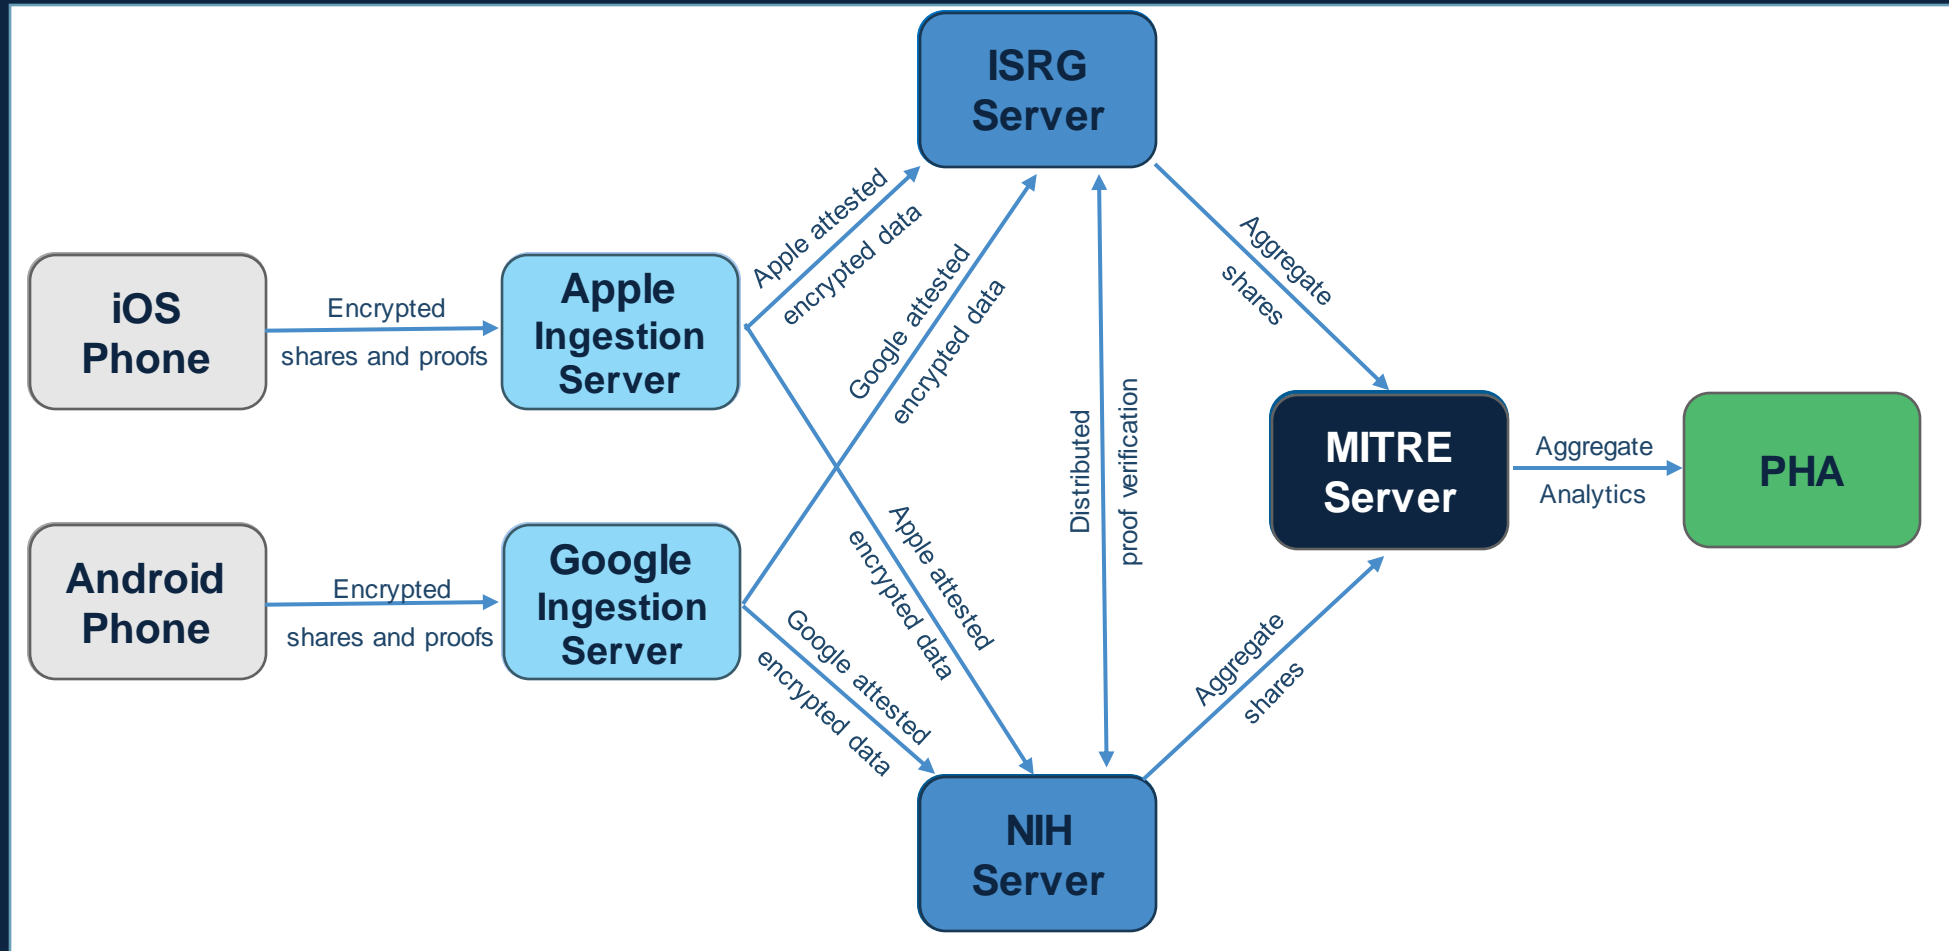 ISRG
Server
Apple attested
encrypted data
Google attested
encrypted data
Aggregate
shares
iOS
Phone
Encrypted
shares and proofs
Apple
Ingestion
Server
Distributed
proof verification
MITRE
Server
Aggregate
Analytics
PHA
Android
Phone
Encrypted
shares and proofs
Google
Ingestion
Server
Apple attested
encrypted data
Google attested
encrypted data
Aggregate
shares
NIH
Server